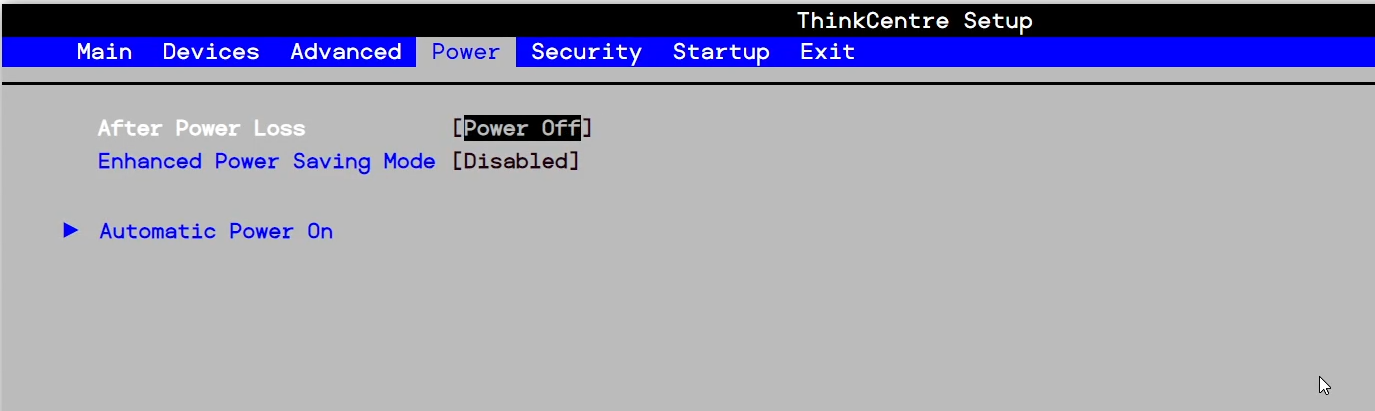 ThinkCentre Setup
Main Devices Advanced Power Security Startup Exit
After Power Loss [Power Off]
Enhanced Power Saving Mode [Disabled]
► Automatic Power On